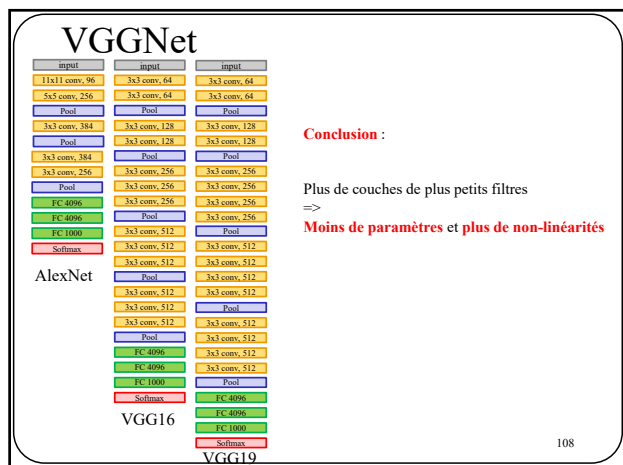 VGGNet
input
11x11 conv, 96
5x5 conv, 256
Pool
3x3 conv, 384
Pool
3x3 conv, 384
3x3 conv, 256
Pool
FC 4096
FC 4096
FC 1000
Softmax
AlexNet
input
3x3 conv, 64
3x3 conv, 64
Pool
3x3 conv, 128
3x3 conv, 128
Pool
3x3 conv, 256
3x3 conv, 256
3x3 conv, 256
Pool
3x3 conv, 512
3x3 conv, 512
3x3 conv, 512
Pool
3x3 conv, 512
3x3 conv, 512
3x3 conv, 512
Pool
FC 4096
FC 4096
FC 1000
Softmax
VGG16
input
3x3 conv, 64
3x3 conv, 64
Pool
3x3 conv, 128
3x3 conv, 128
Pool
3x3 conv, 256
3x3 conv, 256
3x3 conv, 256
3x3 conv, 256
Pool
3x3 conv, 512
3x3 conv, 512
3x3 conv, 512
3x3 conv, 512
Pool
3x3 conv, 512
3x3 conv, 512
3x3 conv, 512
3x3 conv, 512
Pool
FC 4096
FC 4096
FC 1000
Softmax
VGG19
Conclusion :
Plus de couches de plus petits filtres
=>
Moins de paramètres et plus de non-linéarités
108